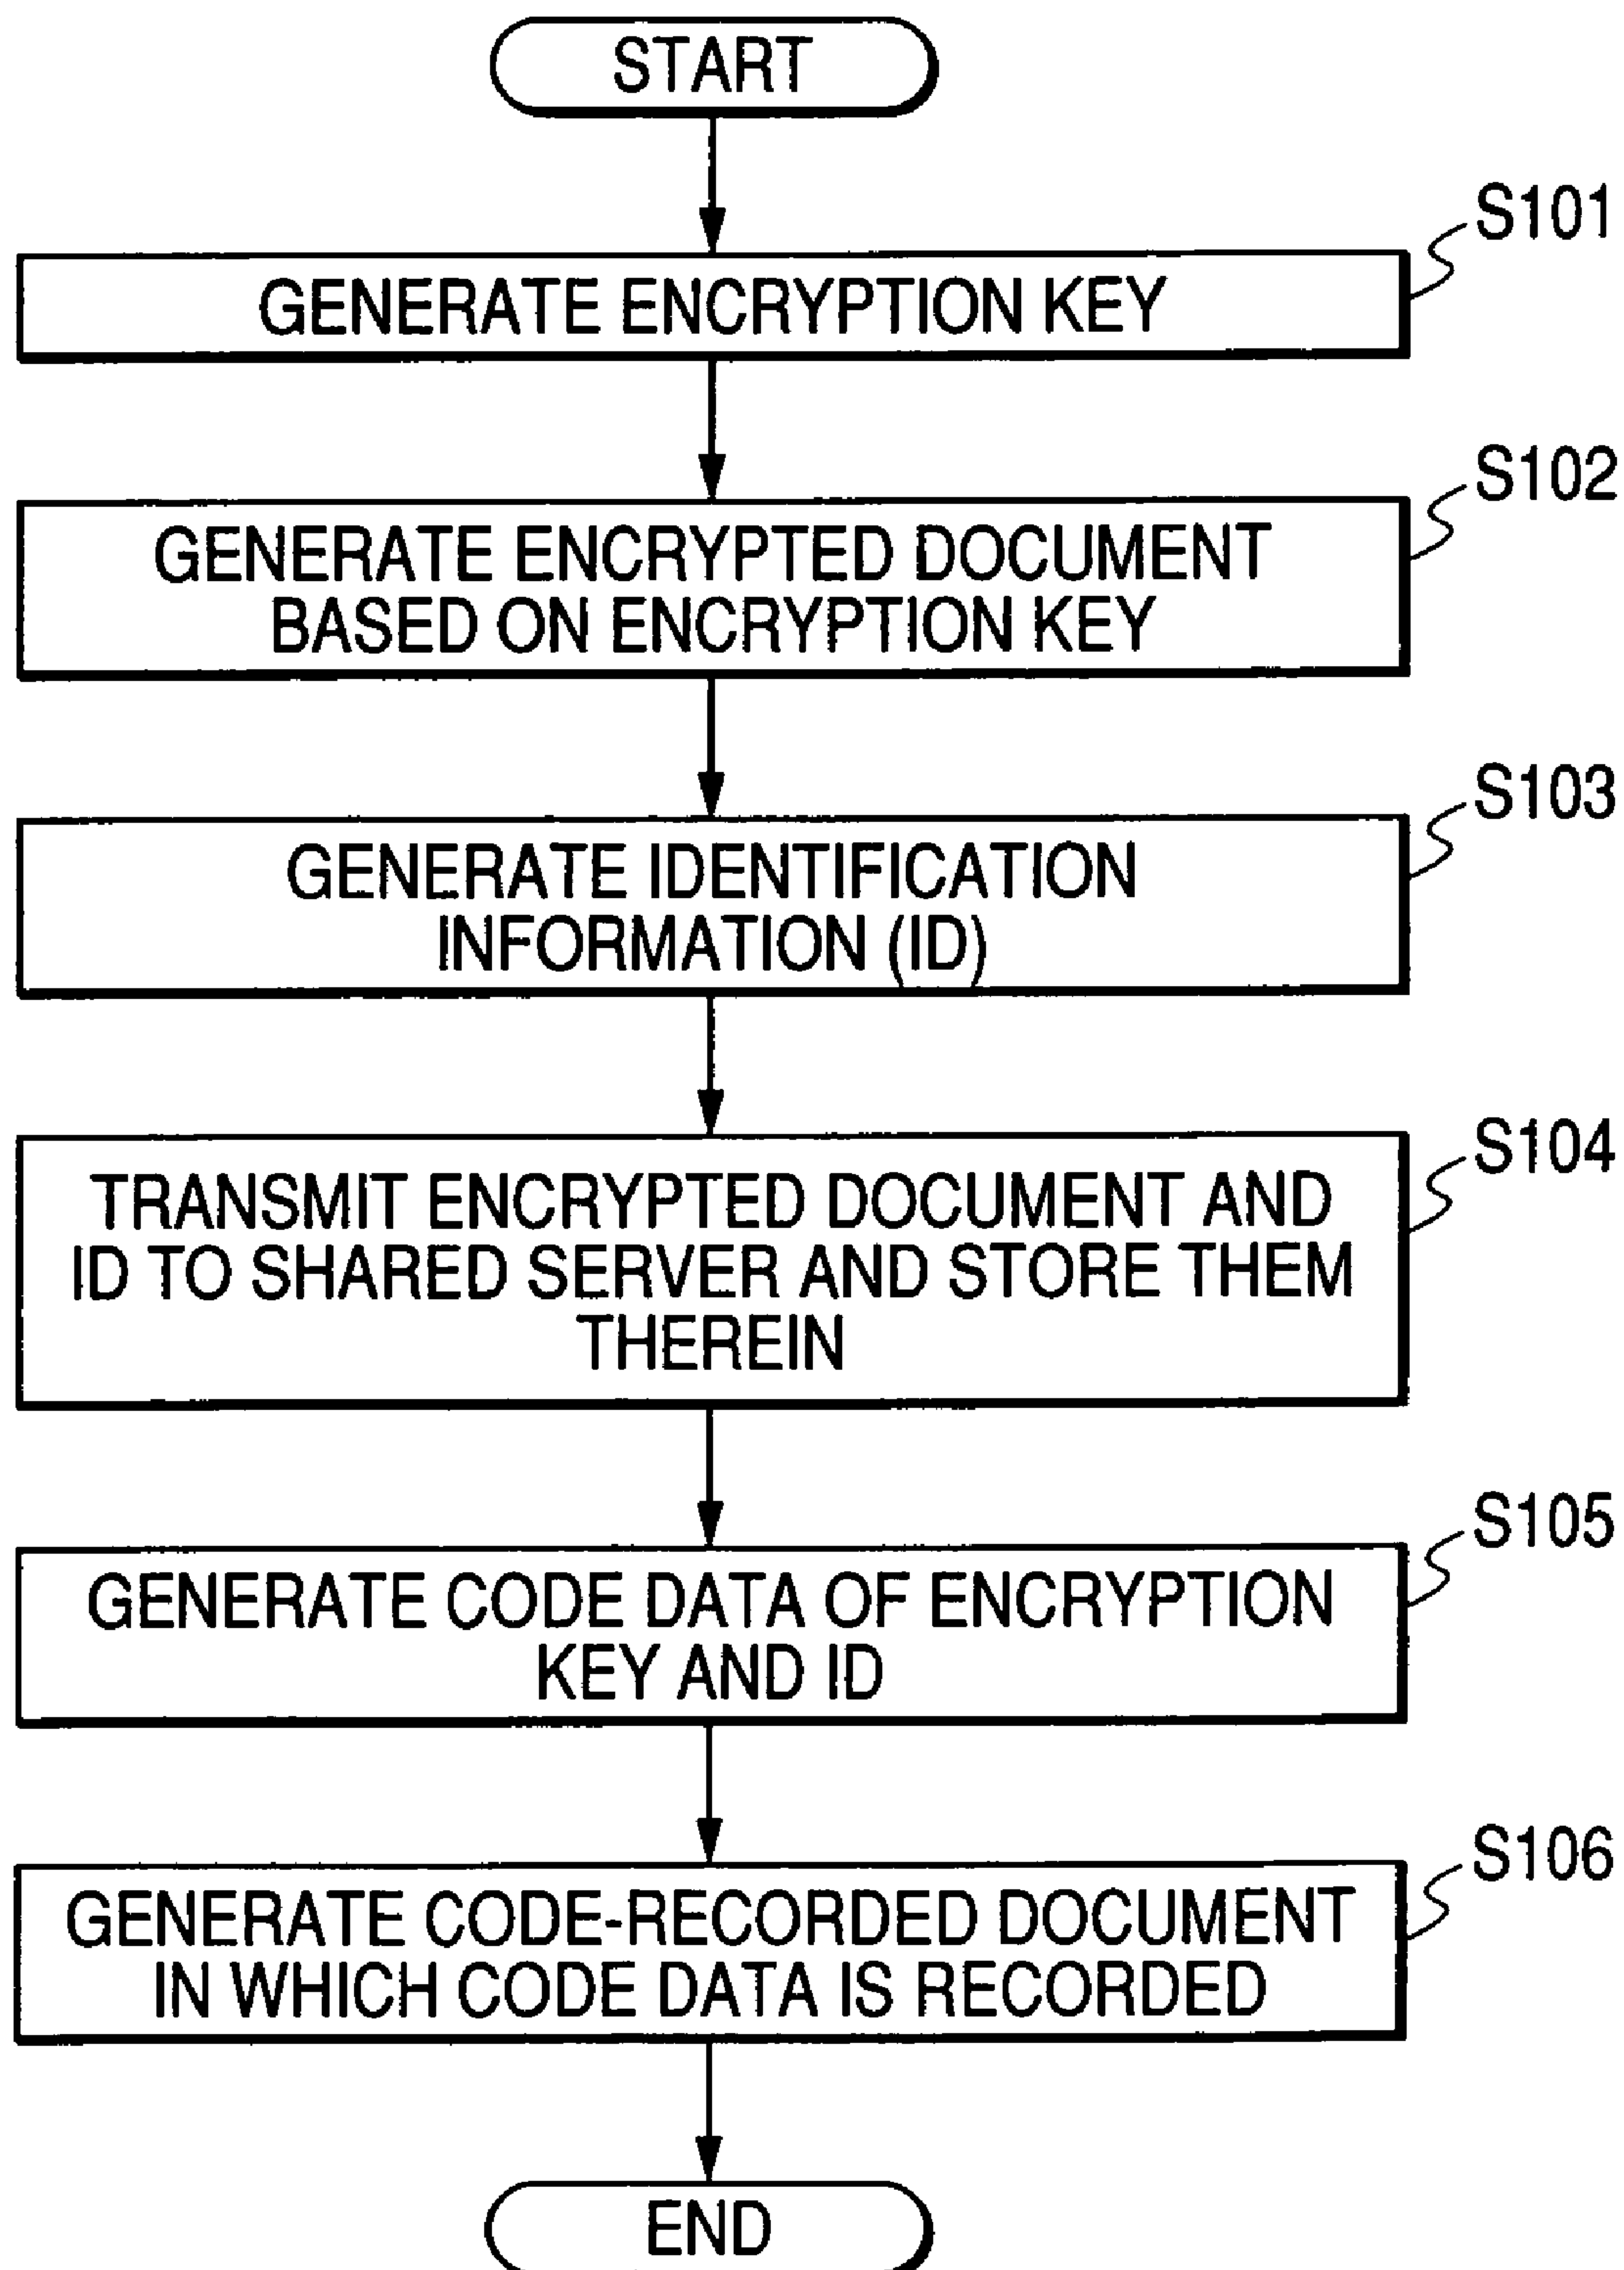 START
S101
GENERATE ENCRYPTION KEY
S102
GENERATE ENCRYPTED DOCUMENT
BASED ON ENCRYPTION KEY
S103
GENERATE IDENTIFICATION
INFORMATION (ID)
S104
TRANSMIT ENCRYPTED DOCUMENT AND
ID TO SHARED SERVER AND STORE THEM
THEREIN
S105
GENERATE CODE DATA OF ENCRYPTION
KEY AND ID
S106
GENERATE CODE-RECORDED DOCUMENT
IN WHICH CODE DATA IS RECORDED
END